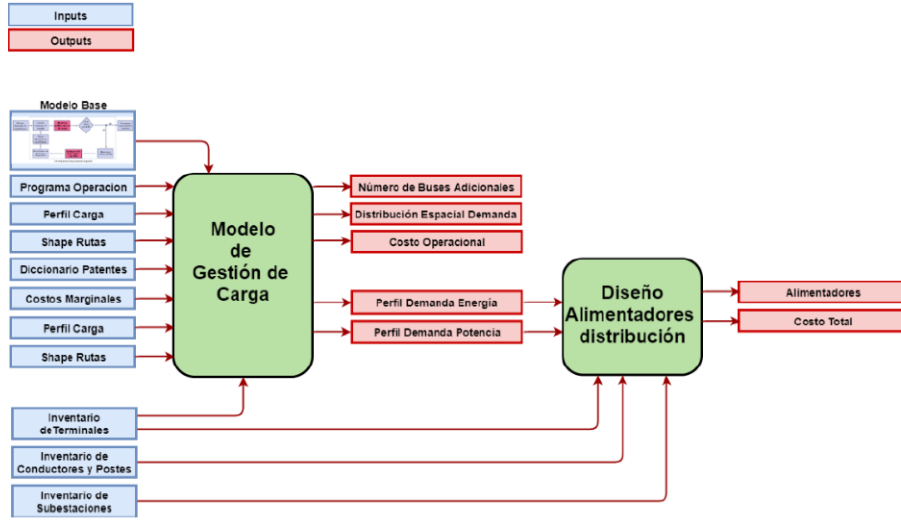 Inputs
Outputs
Modelo Base
Programa Operacion
Perfil Carga
Shape Rutas
Diccionario Patentes
Costos Marginales
Perfil Carga
Shape Rutas
Inventario
deTerminales
Inventario de
Conductores y Postes
Inventario de
Subestaciones
Modelo
de
Gestión de
Carga
Número de Buses Adicionales
Distribución Espacial Demanda
Costo Operacional
Perfil Demanda Energía
Perfil Demanda Potencia
Diseño
Alimentadores
distribución
Alimentadores
Costo Total